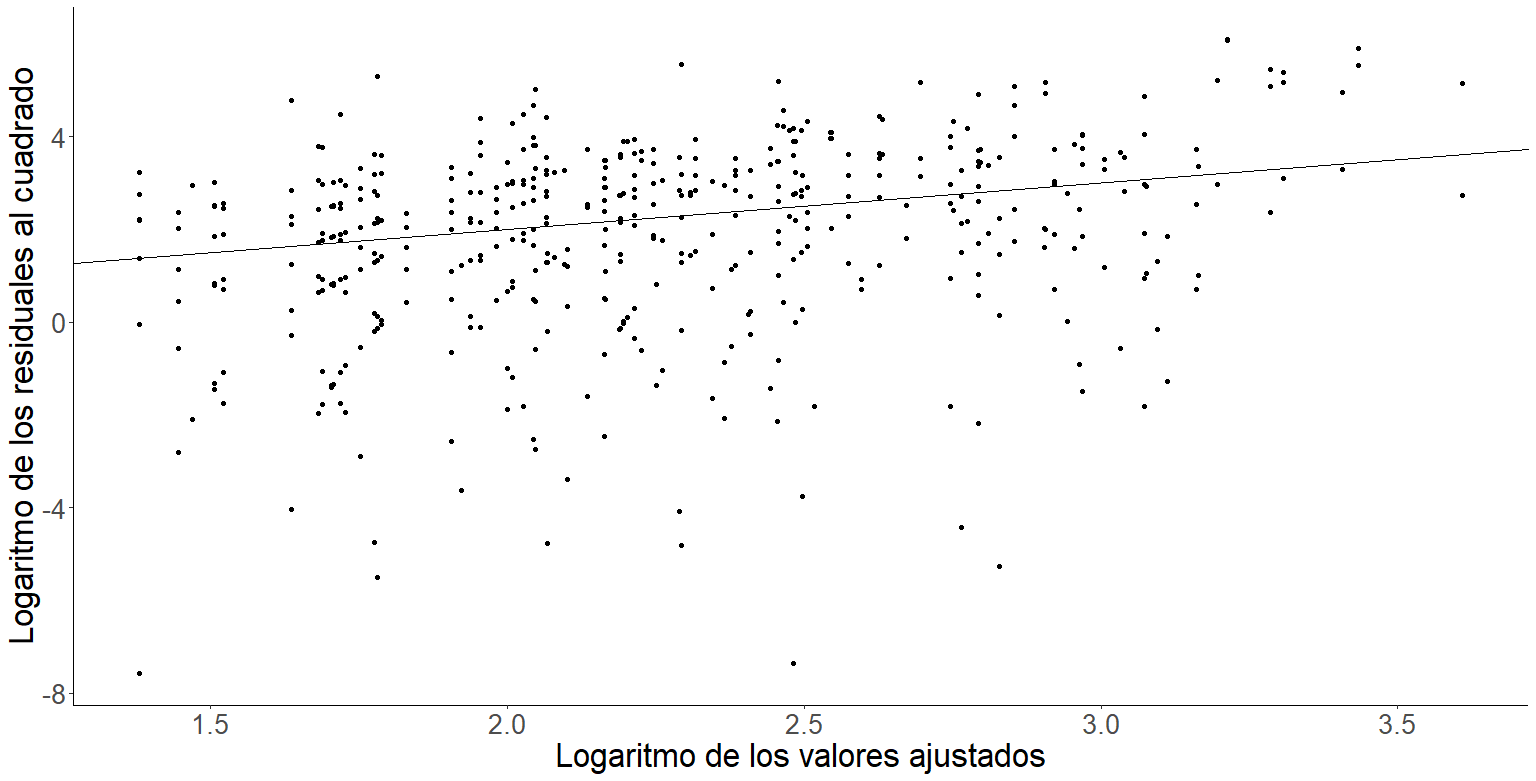 Logaritmo de los residuales al cuadrado
4
0
-4
-8
1.5 2.0 2.5 3.0 3.5
Logaritmo de los valores ajustados